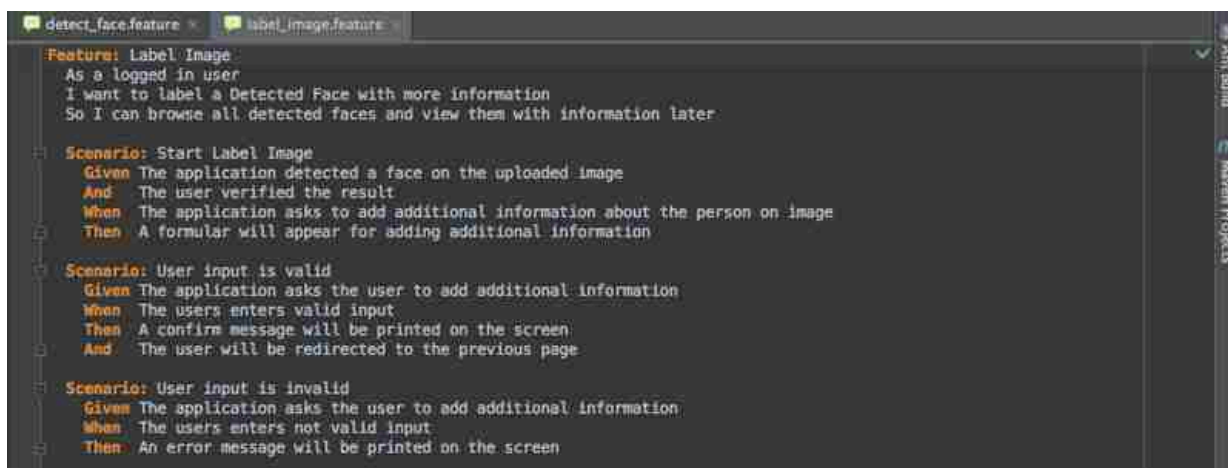 detect_face.feature
label_image.feature
Feature: Label Image
As a logged in user
I want to label a Detected Face with more information
So I can browse all detected faces and view them with information later
Scenario: Start Label Image
Given The application detected a face on the uploaded image
And The user verified the result
When The application asks to add additional information about the person on image
Then A formular will appear for adding additional information
Scenario: User input is valid
Given The application asks the user to add additional information
When The users enters valid input
Then A confirm message will be printed on the screen
And The user will be redirected to the previous page
Scenario: User input is invalid
Given The application asks the user to add additional information
When The users enters not valid input
Then An error message will be printed on the screen
Ant Build
Maven Projects